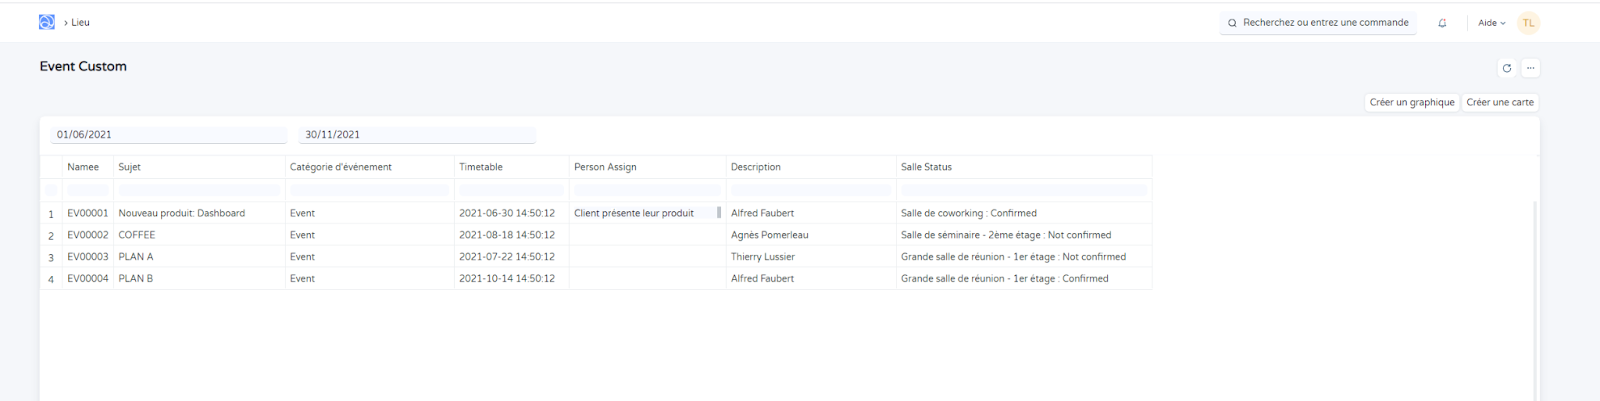 › Lieu
Recherchez ou entrez une commande
Aide
TL
Event Custom
...
Créer un graphique Créer une carte
01/06/2021 30/11/2021
Namee Sujet Catégorie d'événement Timetable Person Assign Description Salle Status
1 EV00001 Nouveau produit: Dashboard Event 2021-06-30 14:50:12 Client présente leur produit Alfred Faubert Salle de coworking : Confirmed
2 EV00002 COFFEE Event 2021-08-18 14:50:12 Agnès Pomerleau Salle de séminaire - 2ème étage : Not confirmed
3 EV00003 PLAN A Event 2021-07-22 14:50:12 Thierry Lussier Grande salle de réunion - 1er étage : Not confirmed
4 EV00004 PLAN B Event 2021-10-14 14:50:12 Alfred Faubert Grande salle de réunion - 1er étage : Confirmed